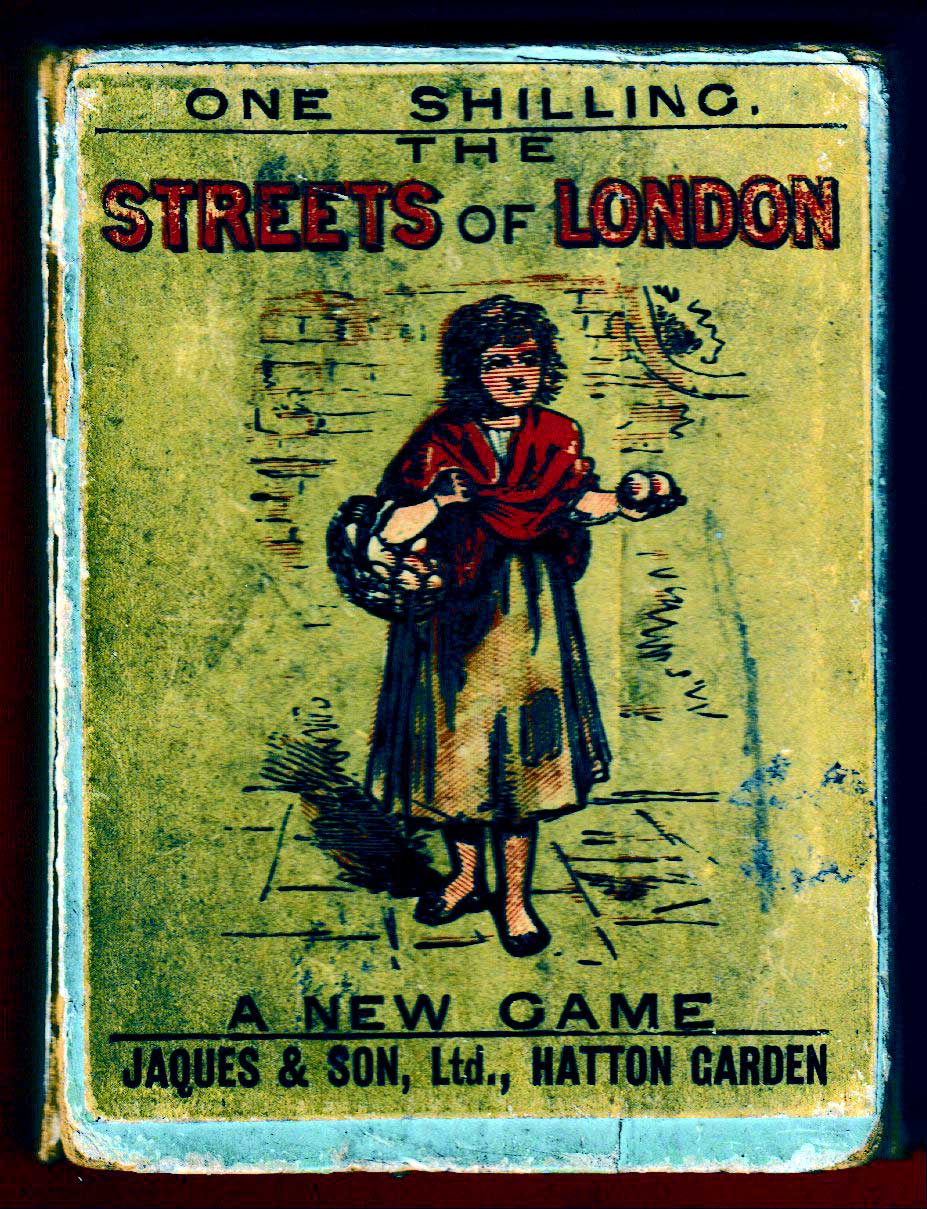 ONE SHILLING.
THE
STREETS OF LONDON
A NEW GAME
JAQUES & SON, Ltd., HATTON GARDEN